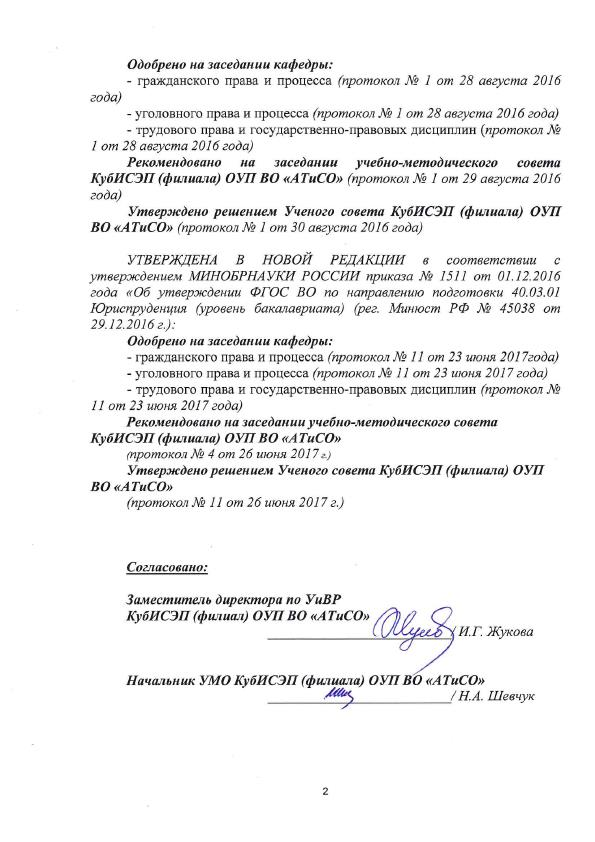 Одобрено на заседании кафедры:
- гражданского права и процесса (протокол № 1 от 28 августа 2016
года)
- уголовного права и процесса (протокол № 1 от 28 августа 2016 года)
- трудового права и государственно-правовых дисциплин (протокол №
1 от 28 августа 2016 года)
Рекомендовано на заседании учебно-методического совета
КубИСЭП (филиала) ОУП ВО «АТиСО» (протокол № 1 от 29 августа 2016
года)
Утверждено решением Ученого совета КубИСЭП (филиала) ОУП
ВО «АТиСО» (протокол № 1 от 30 августа 2016 года)
УТВЕРЖДЕНА В НОВОЙ РЕДАКЦИИ в соответствии с
утверждением МИНОБРНАУКИ РОССИИ приказа № 1511 от 01.12.2016
года «Об утверждении ФГОС ВО по направлению подготовки 40.03.01
Юриспруденция (уровень бакалавриата) (рег. Минюст РФ № 45038 от
29.12.2016 г.):
Одобрено на заседании кафедры:
- гражданского права и процесса (протокол № 11 от 23 июня 2017года)
- уголовного права и процесса (протокол № 11 от 23 июня 2017 года)
- трудового права и государственно-правовых дисциплин (протокол №
11 от 23 июня 2017 года)
Рекомендовано на заседании учебно-методического совета
КубИСЭП (филиала) ОУП ВО «АТиСО»
(протокол № 4 от 26 июня 2017 г.)
Утверждено решением Ученого совета КубИСЭП (филиала) ОУП
ВО «АТиСО»
(протокол № 11 от 26 июня 2017 г.)
Согласовано:
Заместитель директора по УиВР
КубИСЭП (филиал) ОУП ВО «АТиСО»
/ И.Г. Жукова
Начальник УМО КубИСЭП (филиала) ОУП ВО «АТиСО»
/ Н.А. Шевчук
2